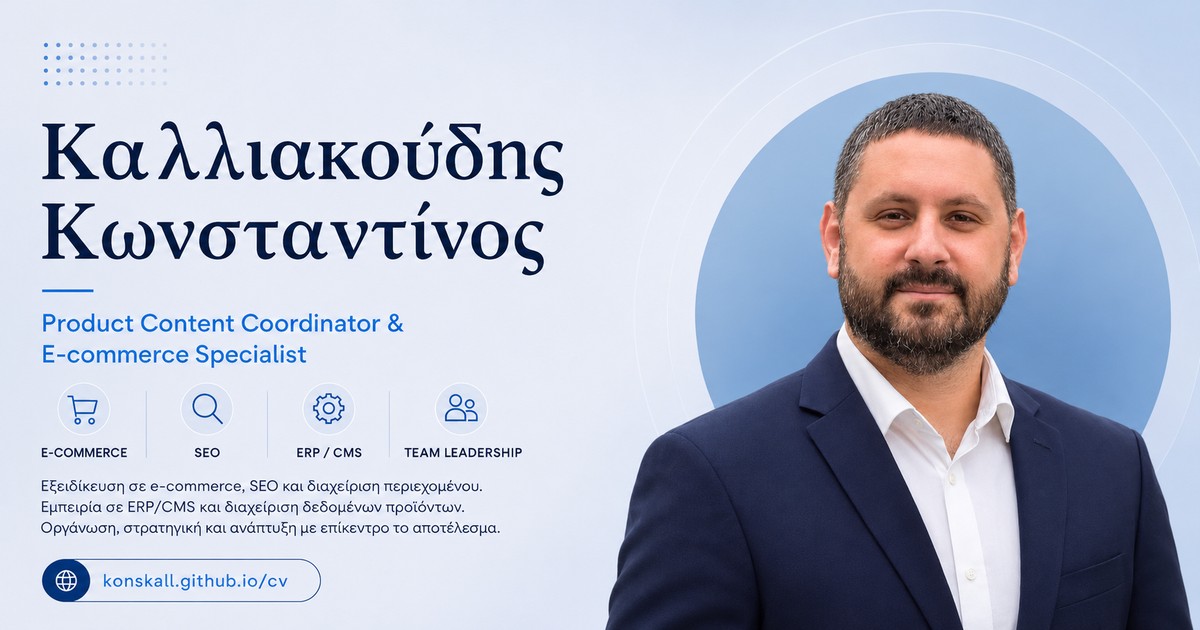 Καλλιακούδης
Κωνσταντίνος
Product Content Coordinator &
E-commerce Specialist
E-COMMERCE
SEO
ERP / CMS
TEAM LEADERSHIP
Εξειδίκευση σε e-commerce, SEO και διαχείριση περιεχομένου.
Εμπειρία σε ERP/CMS και διαχείριση δεδομένων προϊόντων.
Οργάνωση, στρατηγική και ανάπτυξη με επίκεντρο το αποτέλεσμα.
konskall.github.io/cv